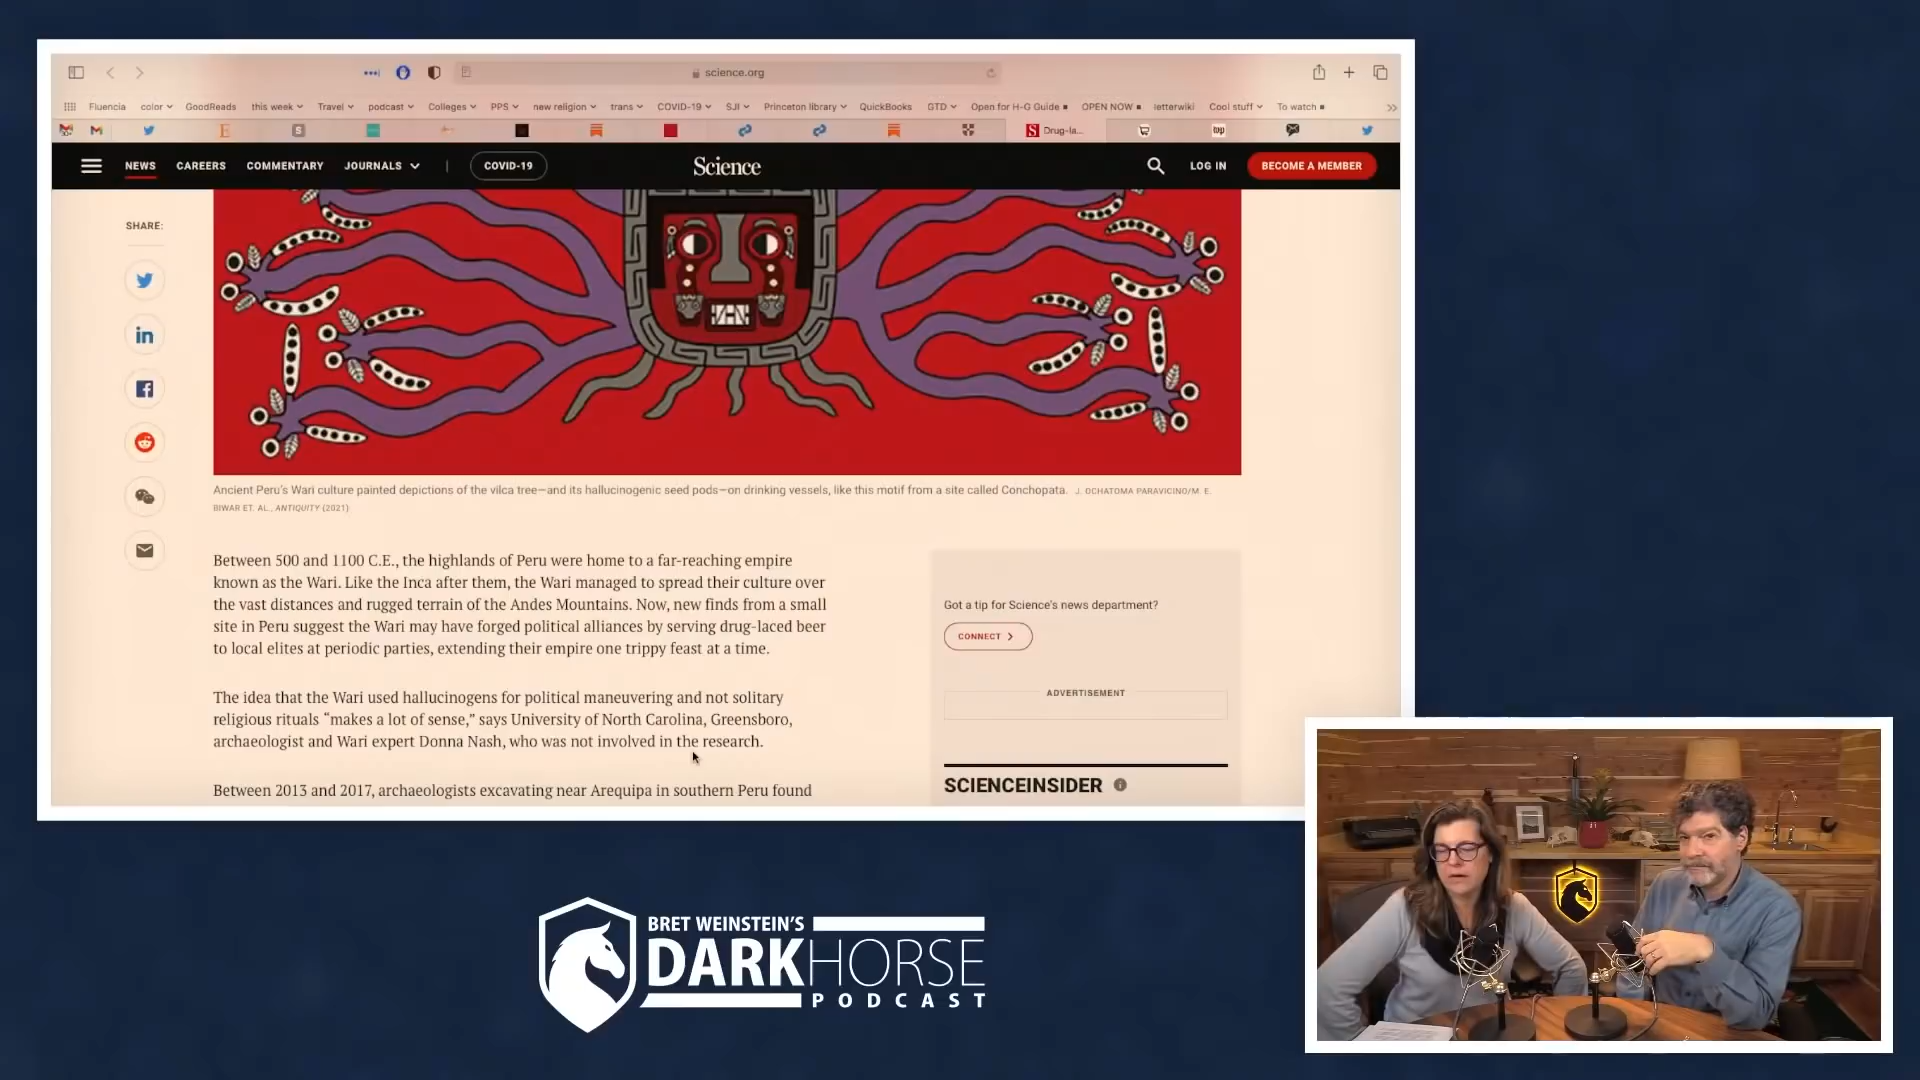 science.org
Fluencia color GoodReads this week Travel podcast Colleges PPS new religion trans COVID-19 SJI Princeton library QuickBooks GTD Open for H-G Guide OPEN NOW letterwiki Cool stuff To watch
S Drug-la...
NEWS CAREERS COMMENTARY JOURNALS | COVID-19 Science LOG IN BECOME A MEMBER
SHARE:
Ancient Peru's Wari culture painted depictions of the vilca tree—and its hallucinogenic seed pods—on drinking vessels, like this motif from a site called Conchopata. J. OCHATOMA PARAVICINO/M. E.
BIWAR ET. AL., ANTIQUITY (2021)
Between 500 and 1100 C.E., the highlands of Peru were home to a far-reaching empire
known as the Wari. Like the Inca after them, the Wari managed to spread their culture over
the vast distances and rugged terrain of the Andes Mountains. Now, new finds from a small
site in Peru suggest the Wari may have forged political alliances by serving drug-laced beer
to local elites at periodic parties, extending their empire one trippy feast at a time.
The idea that the Wari used hallucinogens for political maneuvering and not solitary
religious rituals “makes a lot of sense,” says University of North Carolina, Greensboro,
archaeologist and Wari expert Donna Nash, who was not involved in the research.
Between 2013 and 2017, archaeologists excavating near Arequipa in southern Peru found
Got a tip for Science's news department?
CONNECT
ADVERTISEMENT
SCIENCEINSIDER
BRET WEINSTEIN'S
DARKHORSE
PODCAST